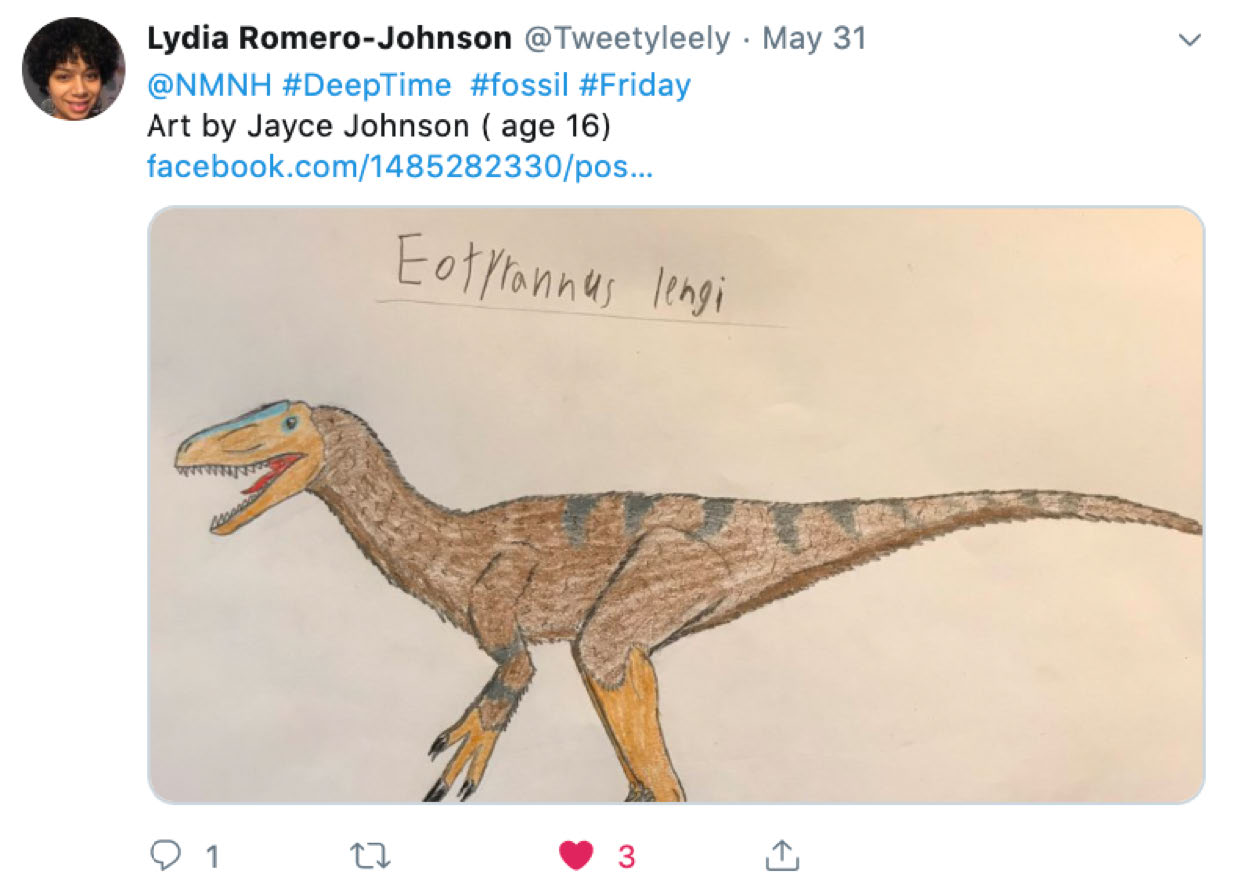 Lydia Romero-Johnson @Tweetyleely · May 31
@NMNH #DeepTime #fossil #Friday
Art by Jayce Johnson ( age 16)
facebook.com/1485282330/pos...
Eotyrannus lengi
1 3